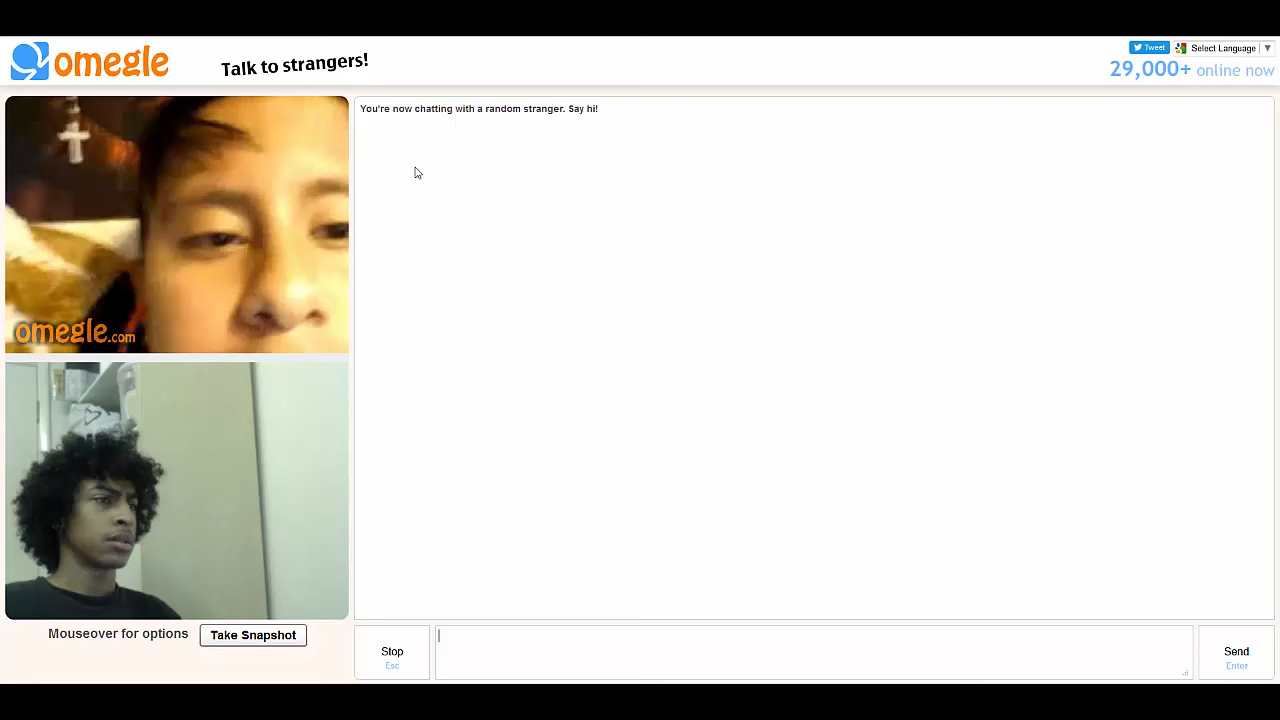 omegle
Talk to strangers!
Tweet
Select Language
29,000+ online now
You're now chatting with a random stranger. Say hi!
omegle.com
Mouseover for options
Take Snapshot
Stop
Esc
Send
Enter